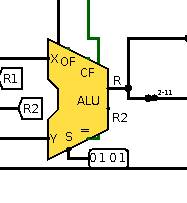 X OF
CF
R1
R
2-11
ALU
R2
R2
Y S =
0101